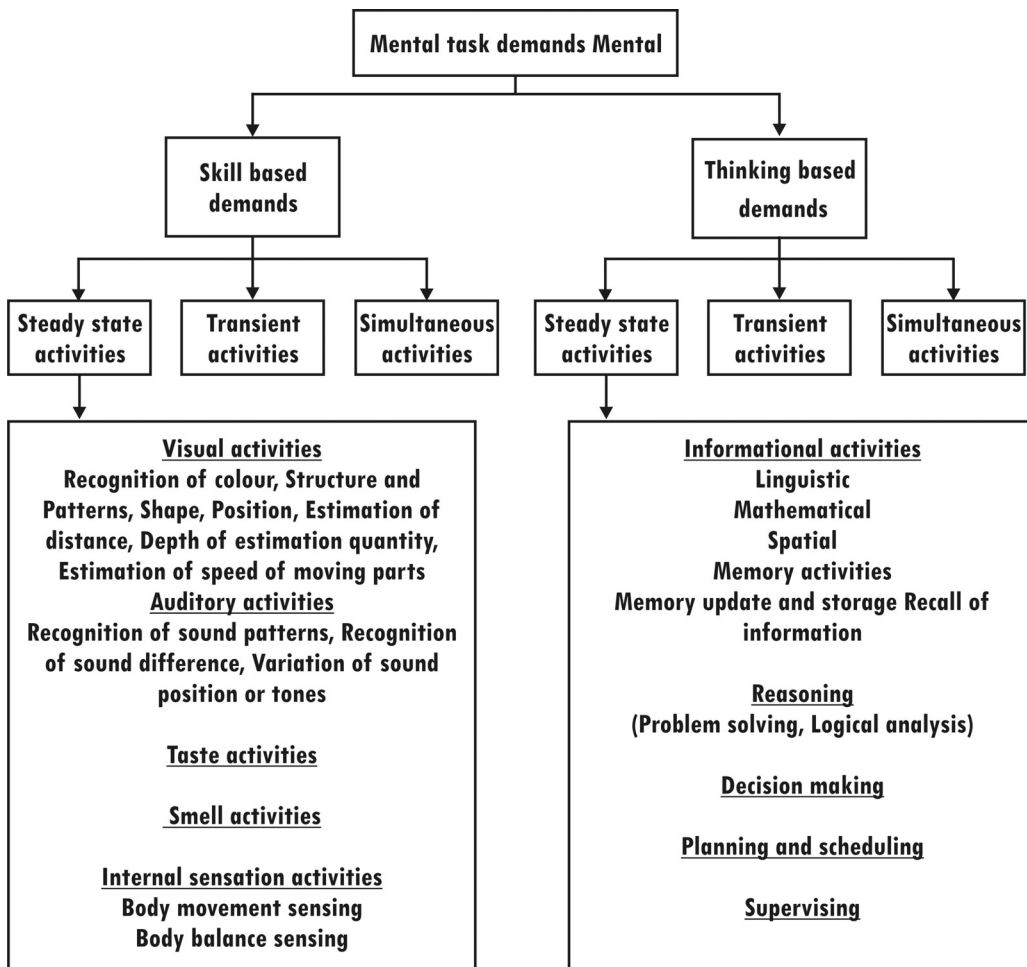 Mental task demands Mental
Skill based
demands
Thinking based
demands
Steady state
activities
Transient
activities
Simultaneous
activities
Steady state
activities
Transient
activities
Simultaneous
activities
Visual activities
Recognition of colour, Structure and
Patterns, Shape, Position, Estimation of
distance, Depth of estimation quantity,
Estimation of speed of moving parts
Auditory activities
Recognition of sound patterns, Recognition
of sound difference, Variation of sound
position or tones
Taste activities
Smell activities
Internal sensation activities
Body movement sensing
Body balance sensing
Informational activities
Linguistic
Mathematical
Spatial
Memory activities
Memory update and storage Recall of
information
Reasoning
(Problem solving, Logical analysis)
Decision making
Planning and scheduling
Supervising